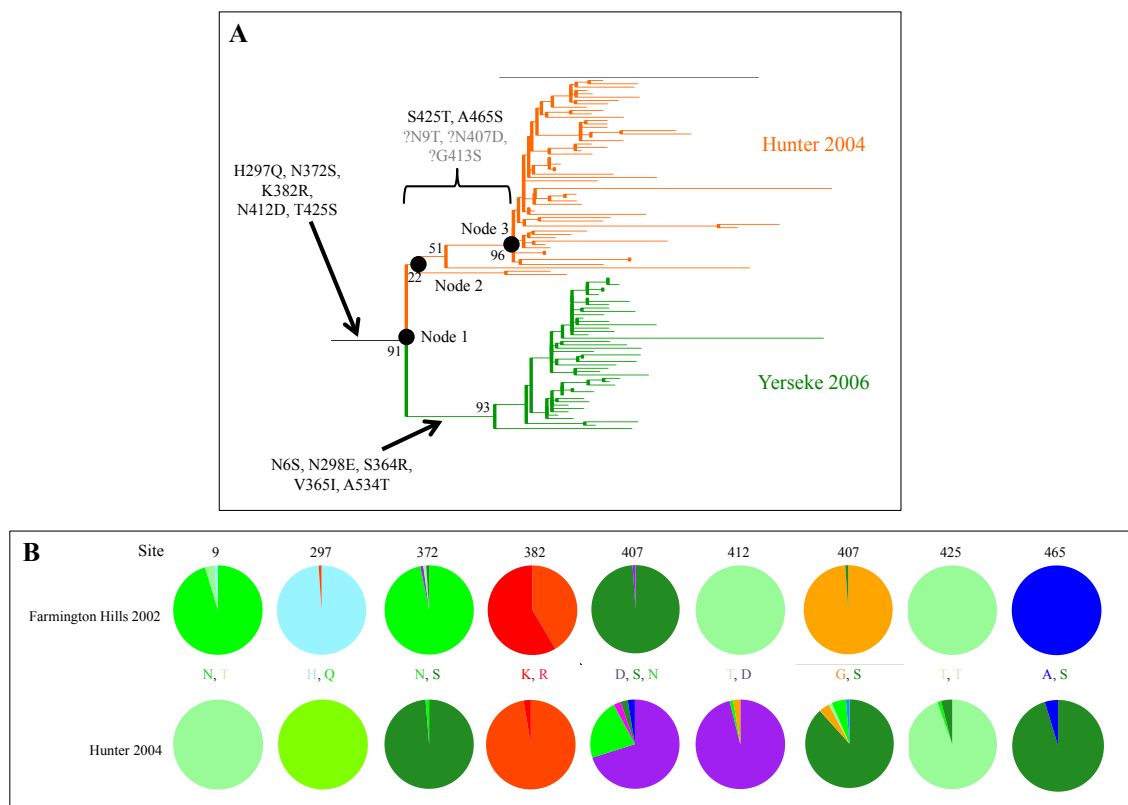 A
S425T, A465S
?N9T, ?N407D,
?G413S
Hunter 2004
H297Q, N372S,
K382R,
N412D, T425S
Node 3
51
96
22
Node 2
Node 1
91
Yerseke 2006
93
N6S, N298E, S364R,
V365I, A534T
B
Site 9 297 372 382 407 412 407 425 465
Farmington Hills 2002
N, T H, Q N, S K, R D, S, N T, D G, S T, T A, S
Hunter 2004